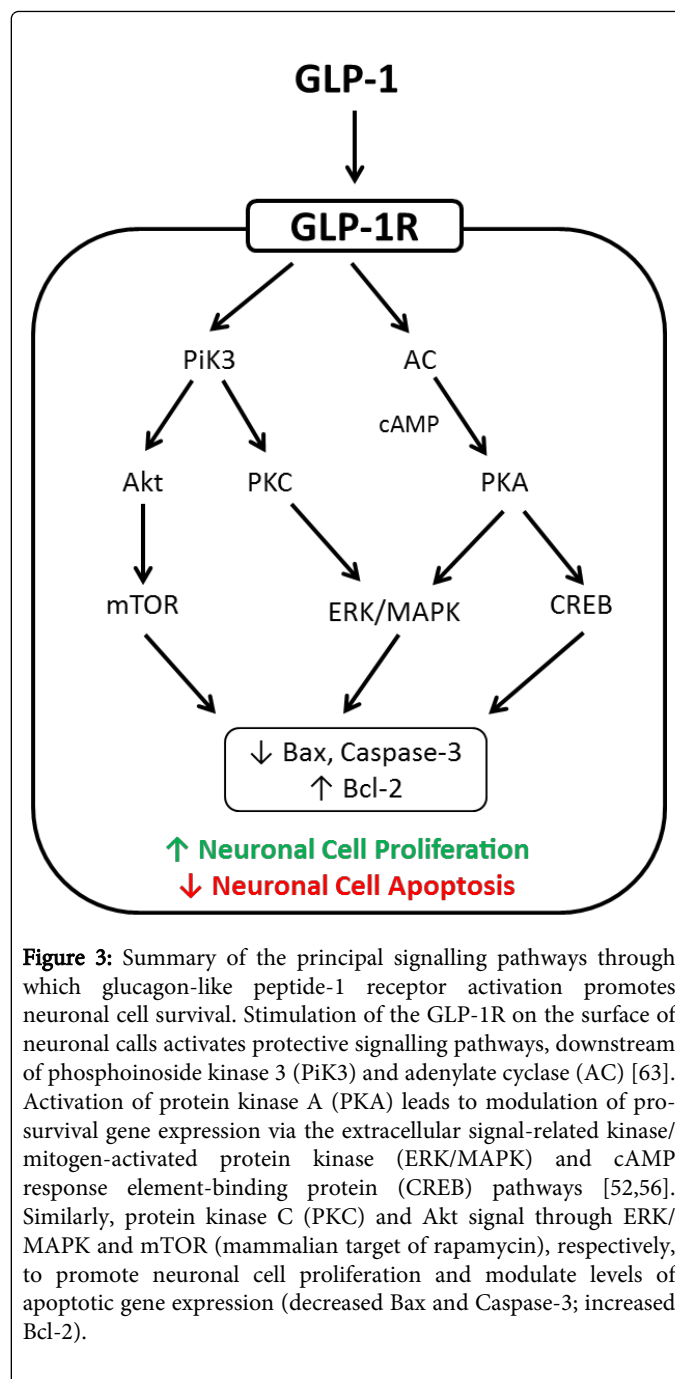 GLP-1
GLP-1R
PiK3 AC
cAMP
Akt PKC PKA
mTOR ERK/MAPK CREB
↓ Bax, Caspase-3
↑ Bcl-2
↑ Neuronal Cell Proliferation
↓ Neuronal Cell Apoptosis
Figure 3: Summary of the principal signalling pathways through
which glucagon-like peptide-1 receptor activation promotes
neuronal cell survival. Stimulation of the GLP-1R on the surface of
neuronal calls activates protective signalling pathways, downstream
of phosphoinoside kinase 3 (PiK3) and adenylate cyclase (AC) [63].
Activation of protein kinase A (PKA) leads to modulation of pro-
survival gene expression via the extracellular signal-related kinase/
mitogen-activated protein kinase (ERK/MAPK) and cAMP
response element-binding protein (CREB) pathways [52,56].
Similarly, protein kinase C (PKC) and Akt signal through ERK/
MAPK and mTOR (mammalian target of rapamycin), respectively,
to promote neuronal cell proliferation and modulate levels of
apoptotic gene expression (decreased Bax and Caspase-3; increased
Bcl-2).